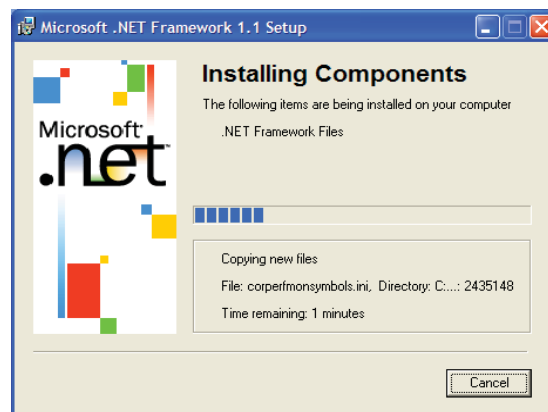 Microsoft .NET Framework 1.1 Setup
Installing Components
The following items are being installed on your computer
.NET Framework Files
Microsoft
.net
Copying new files
File: corperfmonsymbols.ini, Directory: C:...: 2435148
Time remaining: 1 minutes
Cancel